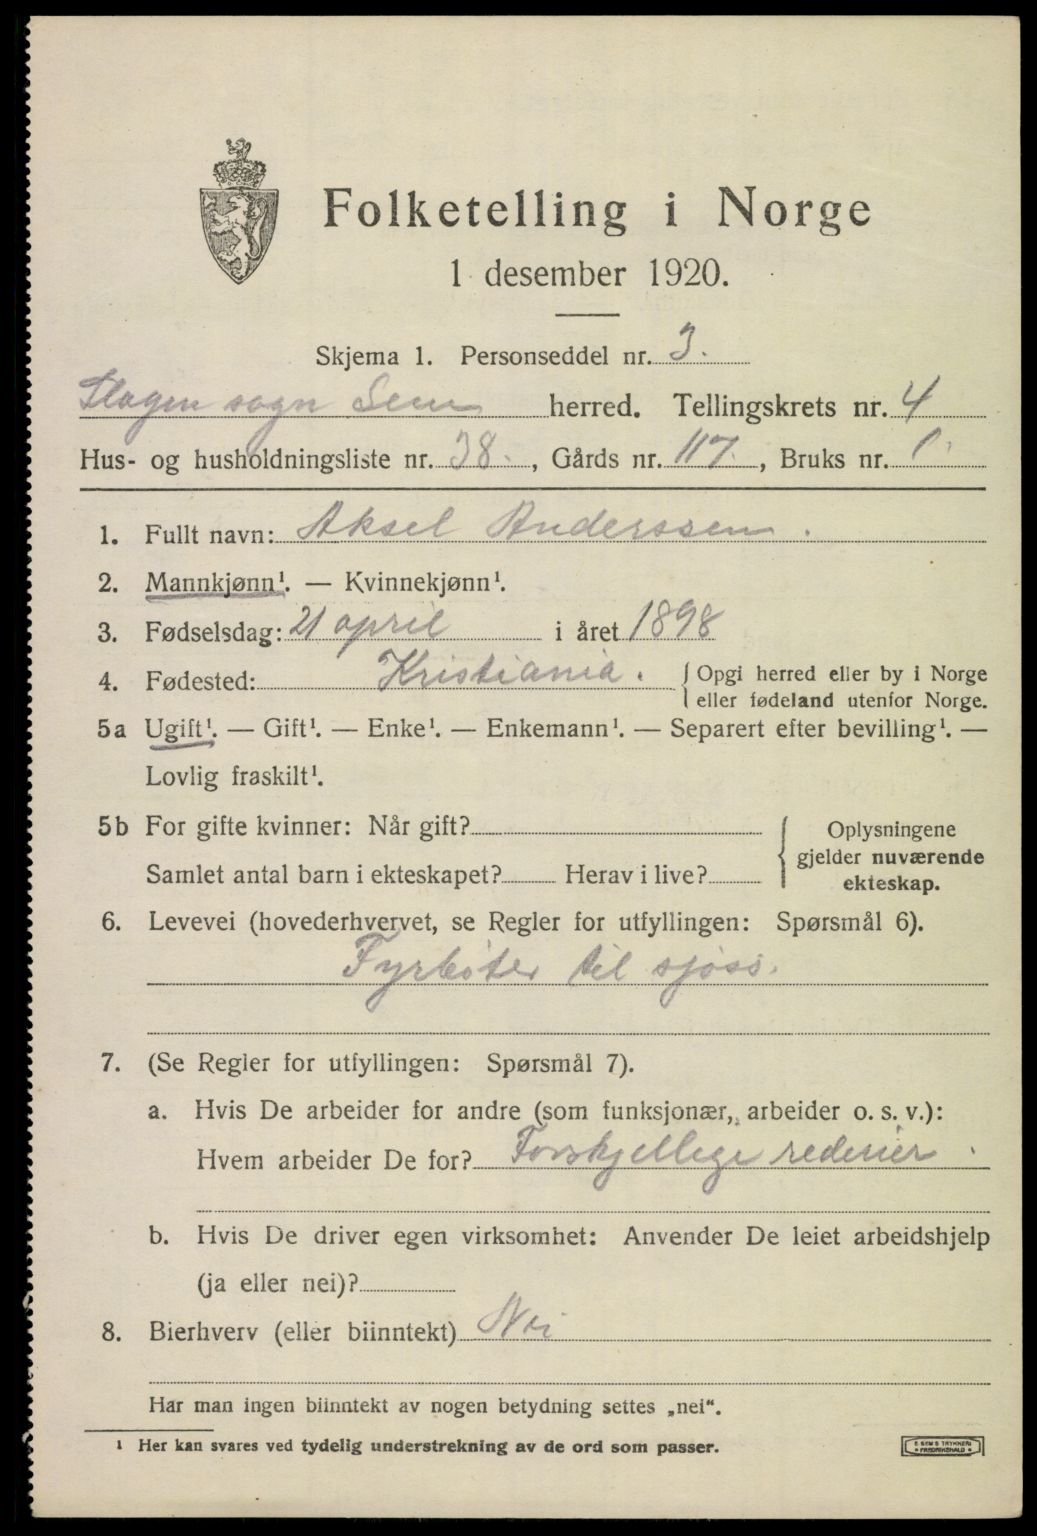 Folketelling i Norge
1 desember 1920.
Skjema 1. Personseddel nr. 3.
Slagen sogn Sem herred. Tellingskrets nr. 4
Hus- og husholdningsliste nr. 38., Gårds nr. 117., Bruks nr. 1.
1. Fullt navn: Aksel Anderssen.
2. Mannkjønn¹. — Kvinnekjønn¹.
3. Fødselsdag: 21 april i året 1898
4. Fødested: Kristiania. { Opgi herred eller by i Norge
eller fødeland utenfor Norge.
5a Ugift¹. — Gift¹. — Enke¹. — Enkemann¹. — Separert efter bevilling¹. —
Lovlig fraskilt¹.
5b For gifte kvinner: Når gift? { Oplysningene
gjelder nuværende
Samlet antal barn i ekteskapet? Herav i live? ekteskap.
6. Levevei (hovederhvervet, se Regler for utfyllingen: Spørsmål 6).
Fyrbøter til sjøss.
7. (Se Regler for utfyllingen: Spørsmål 7).
a. Hvis De arbeider for andre (som funksjonær, arbeider o. s. v.):
Hvem arbeider De for? Forskjellige rederier.
b. Hvis De driver egen virksomhet: Anvender De leiet arbeidshjelp
(ja eller nei)?
8. Bierhverv (eller biinntekt) Nei
Har man ingen biinntekt av nogen betydning settes „nei“.
¹ Her kan svares ved tydelig understrekning av de ord som passer.
E. SEM'S TRYKKERI
FREDRIKSHALD